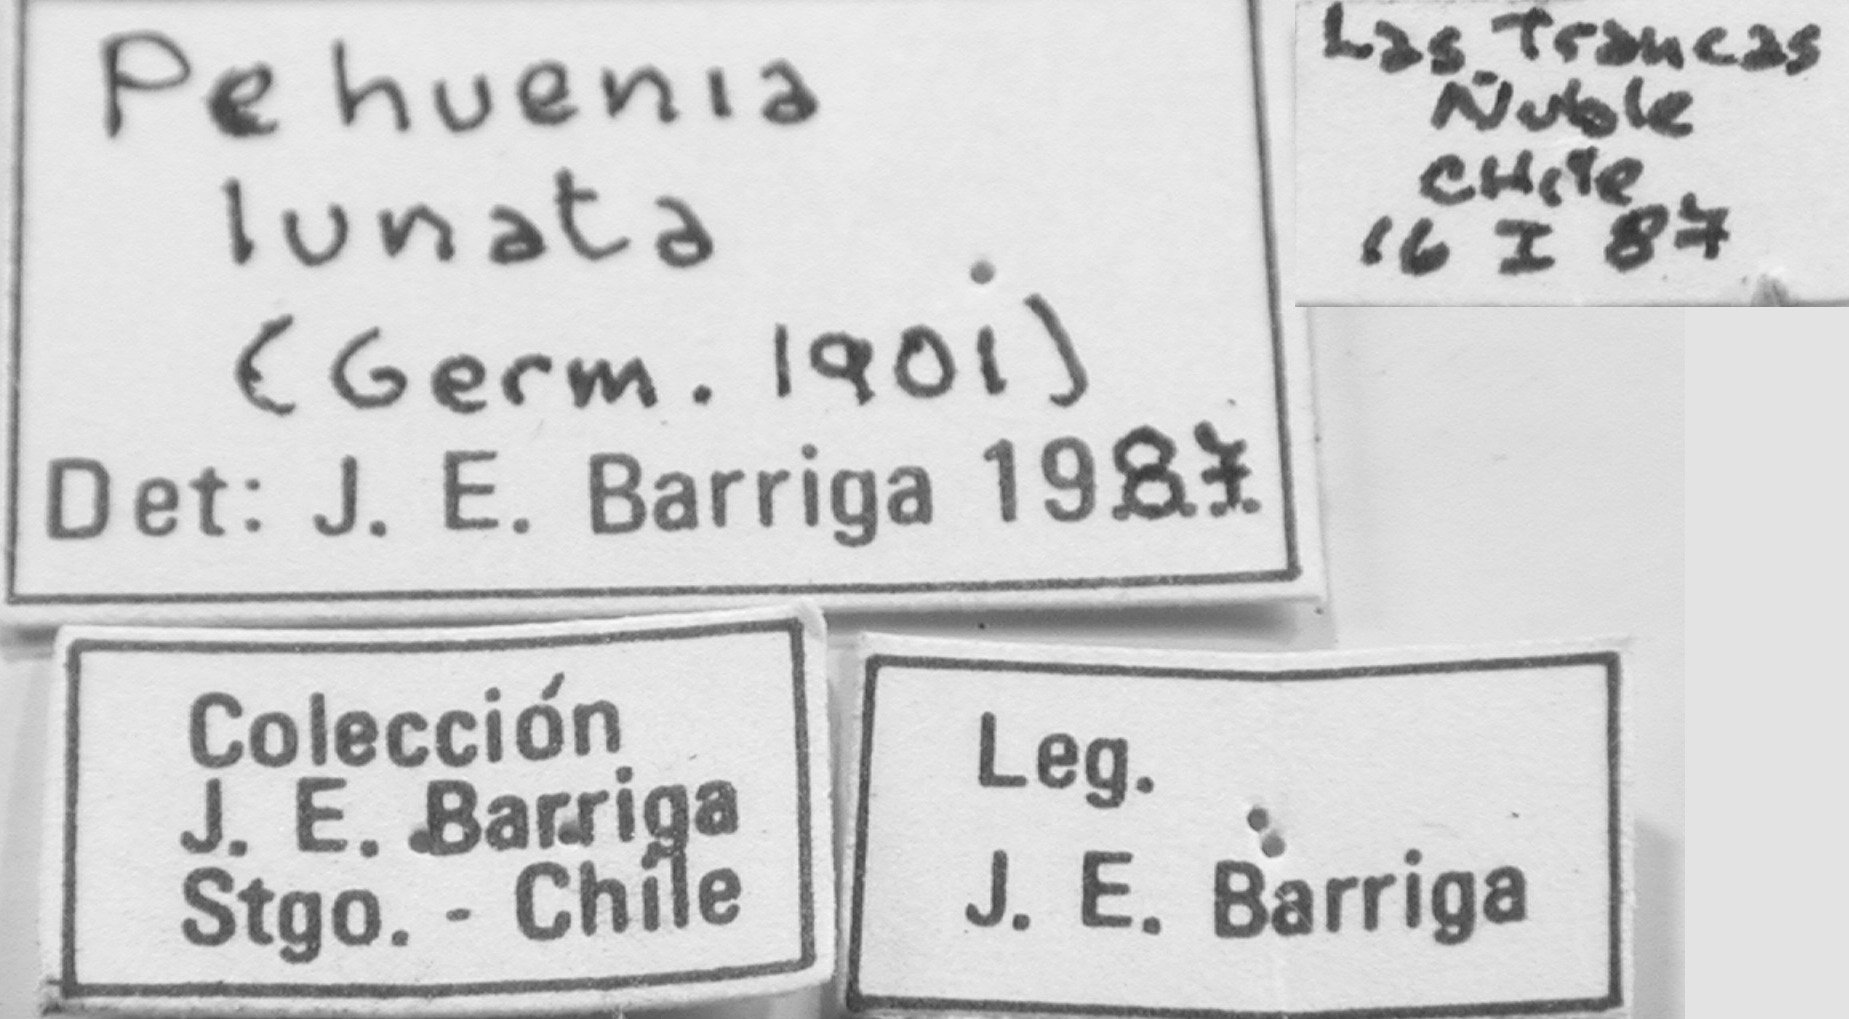 Pehuenia
lunata
(Germ. 1901)
Det: J. E. Barriga 1987
Las Trancas
Ñuble
CHile
16 I 87
Colección
J. E. Barriga
Stgo. - Chile
Leg.
J. E. Barriga